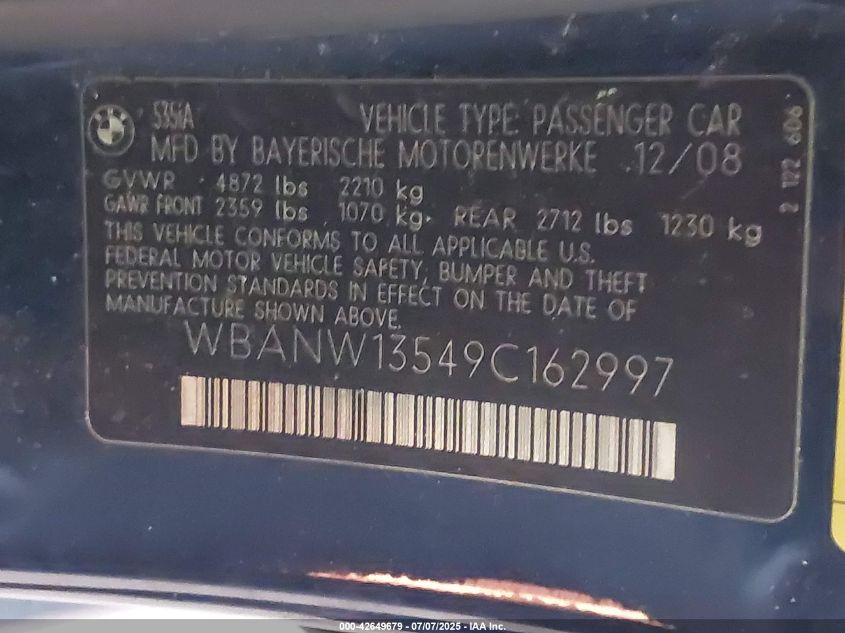 535iA VEHICLE TYPE: PASSENGER CAR
MFD BY BAYERISCHE MOTORENWERKE 12/08
GVWR 4872 lbs 2210 kg
GAWR FRONT 2359 lbs 1070 kg. REAR 2712 lbs 1230 kg
THIS VEHICLE CONFORMS TO ALL APPLICABLE U.S.
FEDERAL MOTOR VEHICLE SAFETY, BUMPER AND THEFT
PREVENTION STANDARDS IN EFFECT ON THE DATE OF
MANUFACTURE SHOWN ABOVE.
WBANW13549C162997
2 122 606
000-42649679 - 07/07/2025 - IAA Inc.